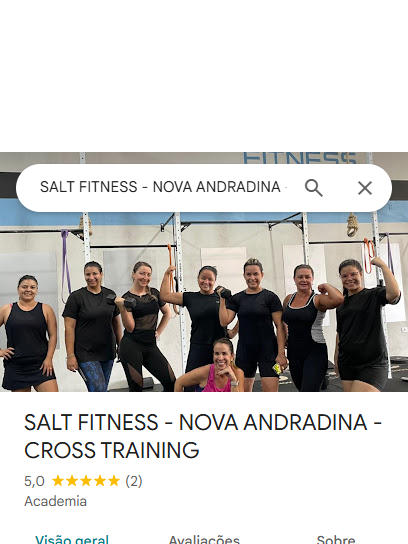 FITNESS
SALT FITNESS - NOVA ANDRADINA
SALT FITNESS - NOVA ANDRADINA -
CROSS TRAINING
5,0 ★★★★★ (2)
Academia
Visão geral Avaliações Sobre